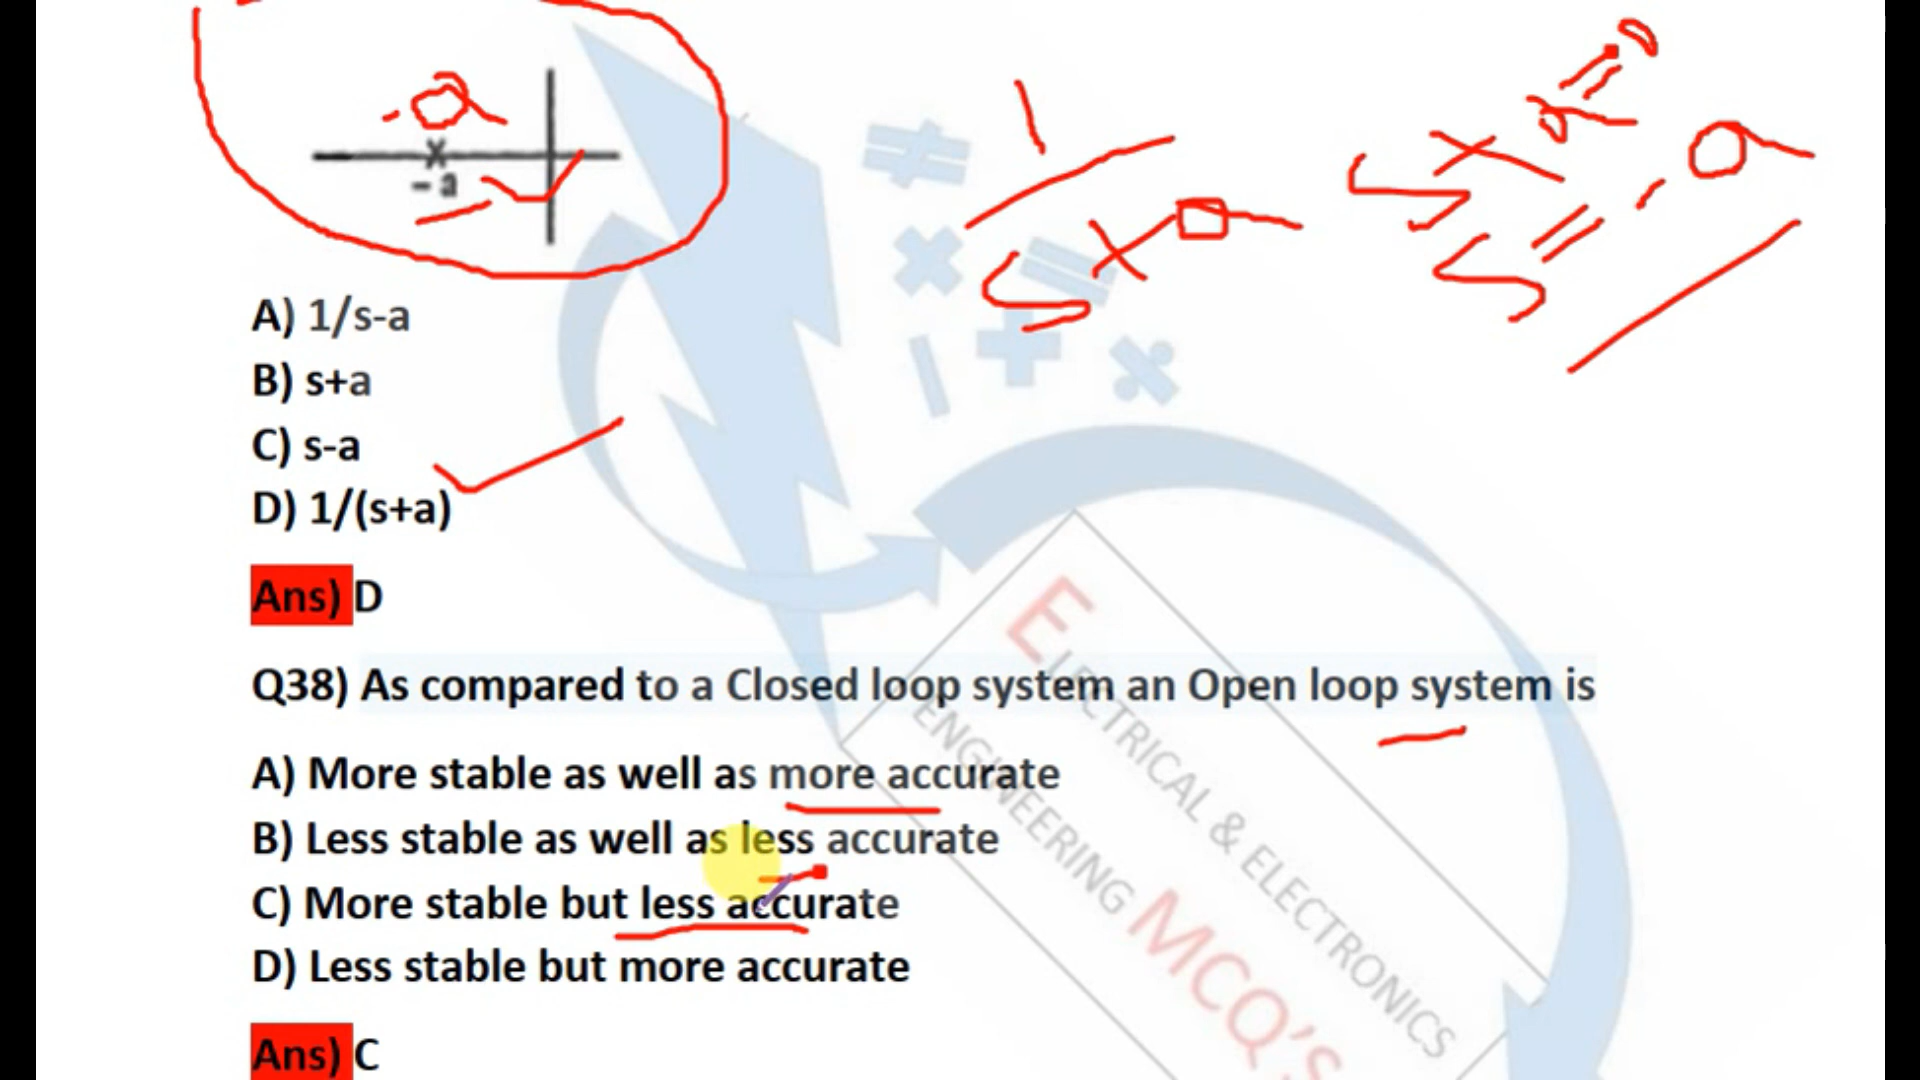 - a
A) 1/s-a
B) s+a
C) s-a
D) 1/(s+a)
Ans) D
Q38) As compared to a Closed loop system an Open loop system is
A) More stable as well as more accurate
B) Less stable as well as less accurate
C) More stable but less accurate
D) Less stable but more accurate
Ans) C
ELECTRICAL & ELECTRONICS
ENGINEERING MCQ'S